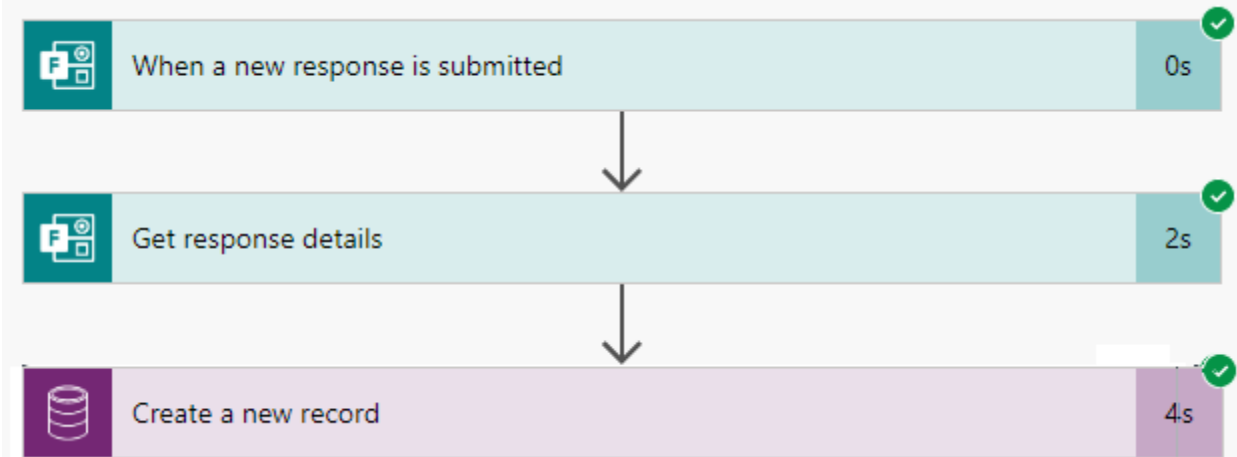 When a new response is submitted 0s
Get response details 2s
Create a new record 4s